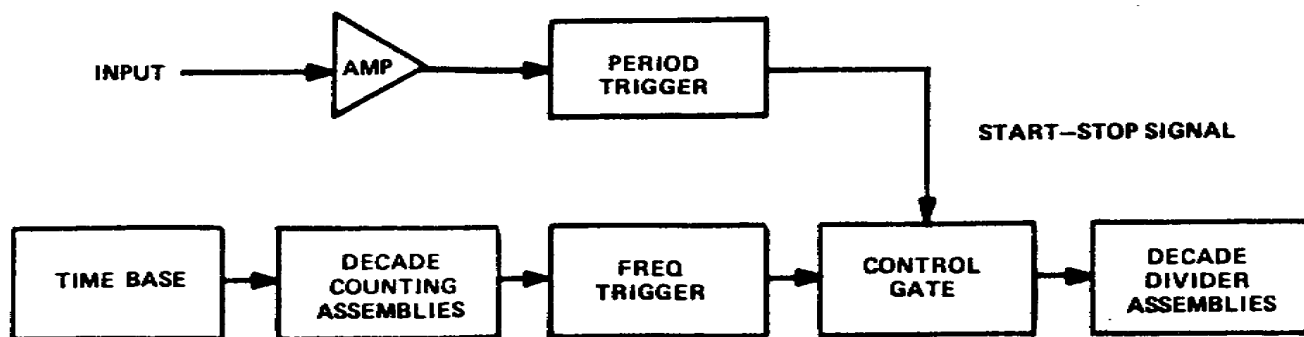 INPUT
AMP
PERIOD
TRIGGER
START–STOP SIGNAL
TIME BASE
DECADE
COUNTING
ASSEMBLIES
FREQ
TRIGGER
CONTROL
GATE
DECADE
DIVIDER
ASSEMBLIES